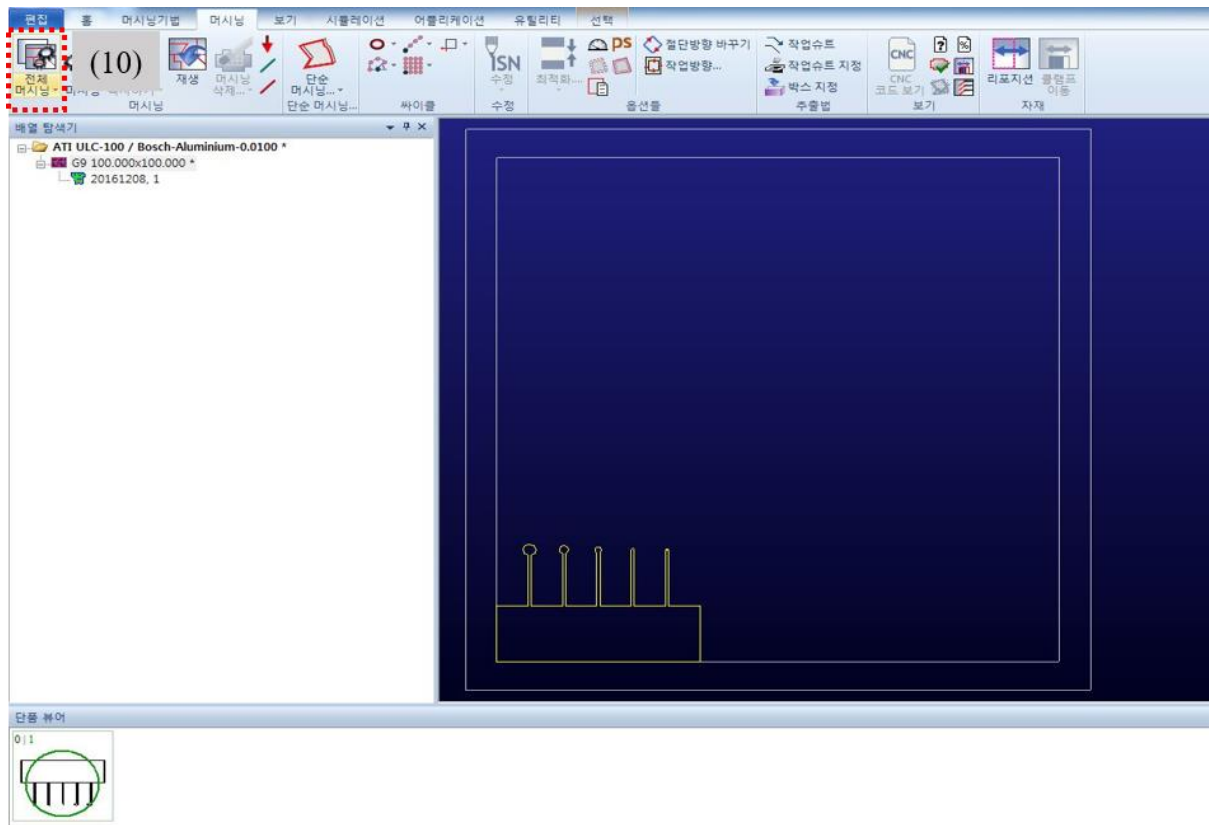 편집 홈 머시닝기법 머시닝 보기 시뮬레이션 어플리케이션 유틸리티 선택
(10)
전체
머시닝
재생
머시닝
삭제...
단순
머시닝...
수정
최적화...
PS
절단방향 바꾸기
작업방향...
작업슈트
작업슈트 지정
박스 지정
CNC
CNC
코드 보기
리포지션
클램프
이동
머시닝 단순 머시닝... 싸이클 수정 옵션들 추출법 보기 자재
배열 탐색기
ATI ULC-100 / Bosch-Aluminium-0.0100 *
G9 100.000x100.000 *
20161208, 1
단품 뷰어
0|1